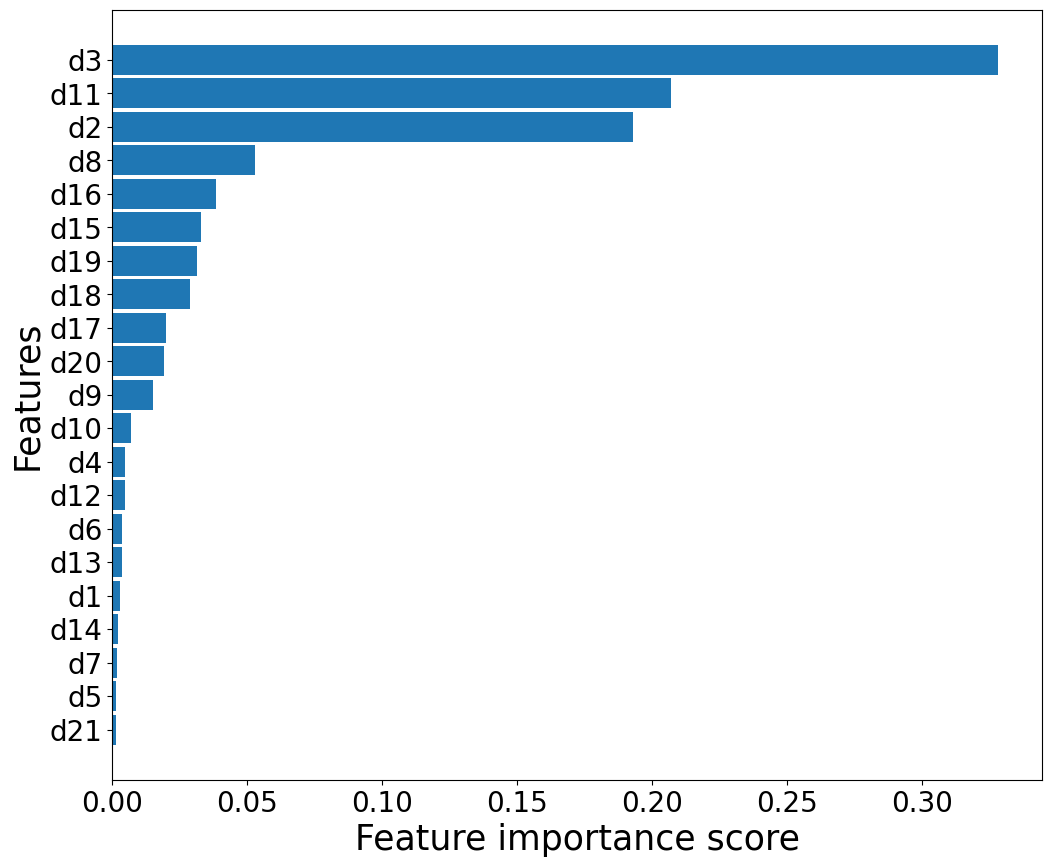 Features
d3
d11
d2
d8
d16
d15
d19
d18
d17
d20
d9
d10
d4
d12
d6
d13
d1
d14
d7
d5
d21
0.00 0.05 0.10 0.15 0.20 0.25 0.30
Feature importance score